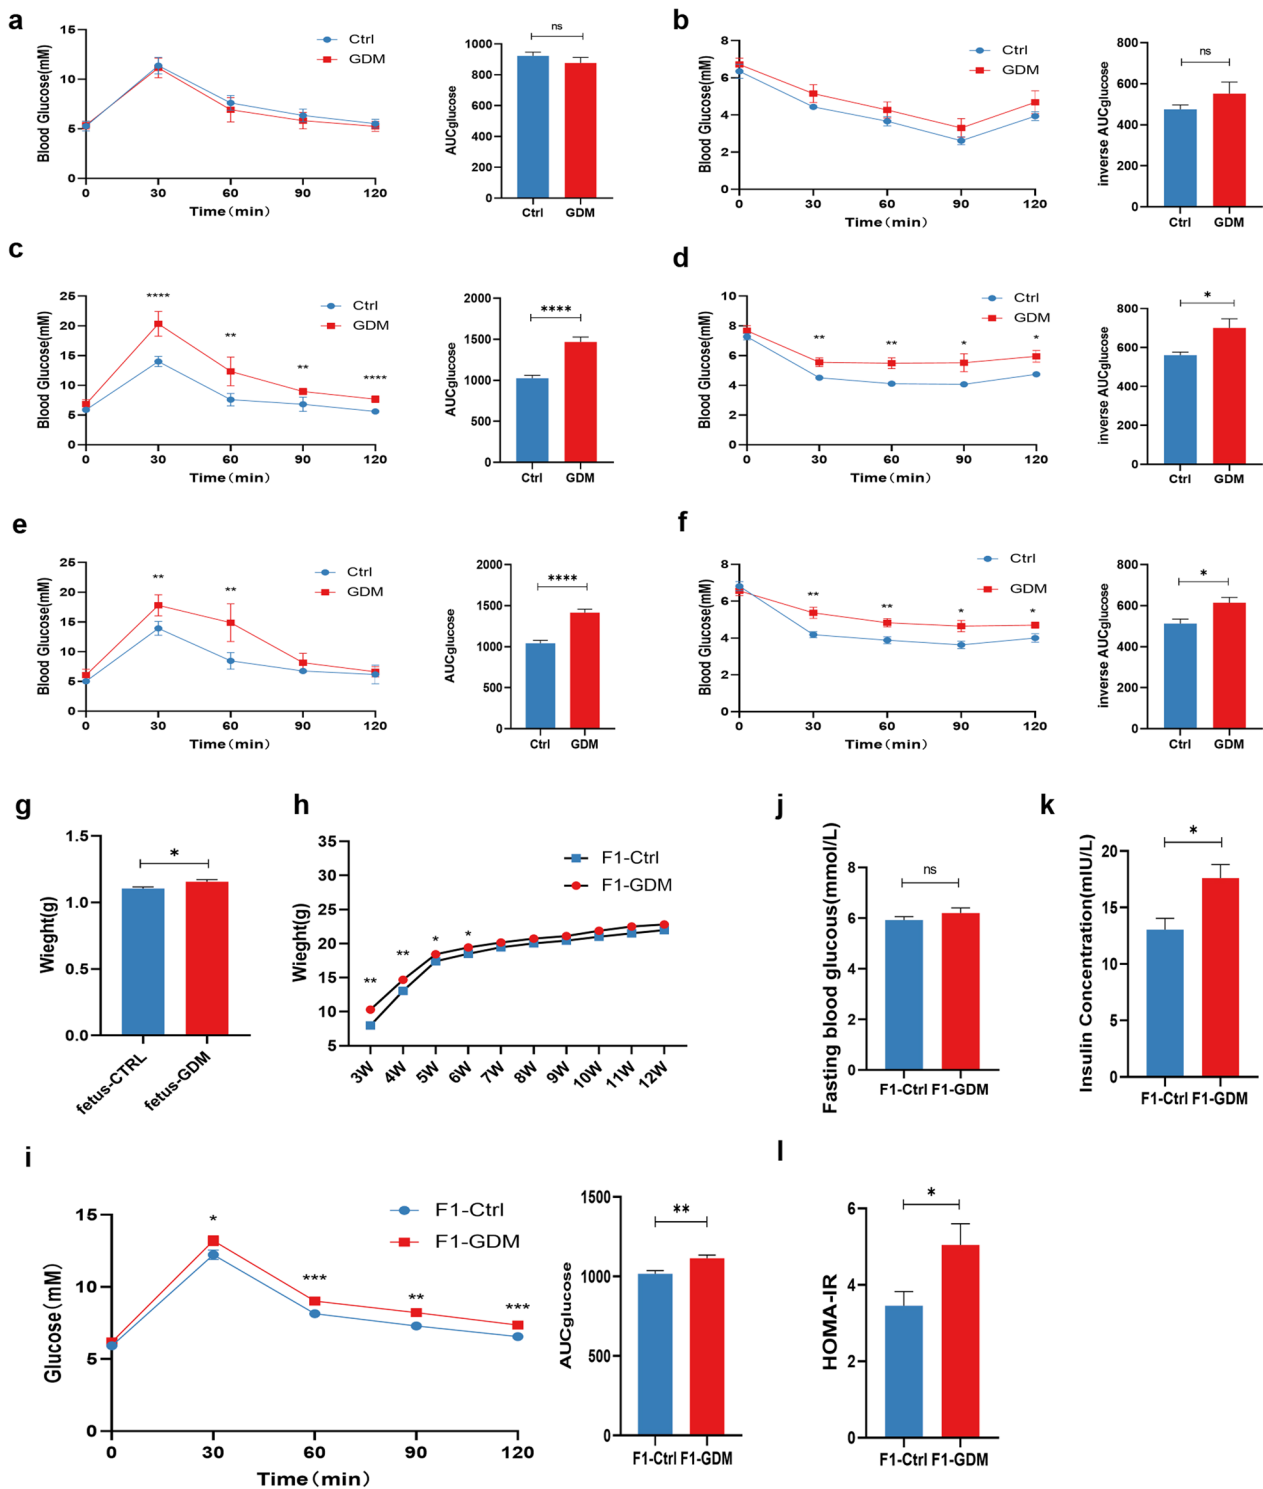 a
15
10
5
0
Blood Glucose(mM)
Ctrl
GDM
0 30 60 90 120
Time(min)
1000
800
600
400
200
0
AUCglucose
ns
Ctrl GDM
b
8
6
4
2
0
Blood Glucose(mM)
Ctrl
GDM
0 30 60 90 120
Time(min)
800
600
400
200
0
inverse AUCglucose
ns
Ctrl GDM
c
25
20
15
10
5
0
Blood Glucose(mM)
**** ** ** ****
Ctrl
GDM
0 30 60 90 120
Time(min)
2000
1500
1000
500
0
AUCglucose
****
Ctrl GDM
d
10
8
6
4
2
0
Blood Glucose(mM)
** ** * *
Ctrl
GDM
0 30 60 90 120
Time(min)
800
600
400
200
0
inverse AUCglucose
*
Ctrl GDM
e
25
20
15
10
5
0
Blood Glucose(mM)
** **
Ctrl
GDM
0 30 60 90 120
Time(min)
2000
1500
1000
500
0
AUCglucose
****
Ctrl GDM
f
8
6
4
2
0
Blood Glucose(mM)
** ** * *
Ctrl
GDM
0 30 60 90 120
Time(min)
800
600
400
200
0
inverse AUCglucose
*
Ctrl GDM
g
1.5
1.0
0.5
0.0
Wieght(g)
*
fetus-CTRL
fetus-GDM
h
35
30
25
20
15
10
5
Wieght(g)
** ** * *
F1-Ctrl
F1-GDM
3W 4W 5W 6W 7W 8W 9W 10W 11W 12W
j
8
6
4
2
0
Fasting blood glucous(mmol/L)
ns
F1-Ctrl F1-GDM
k
20
15
10
5
0
Insulin Concentration(mIU/L)
*
F1-Ctrl F1-GDM
i
15
10
5
0
Glucose(mM)
* *** ** ***
F1-Ctrl
F1-GDM
0 30 60 90 120
Time(min)
1500
1000
500
0
AUCglucose
**
F1-Ctrl F1-GDM
l
6
4
2
0
HOMA-IR
*
F1-Ctrl F1-GDM